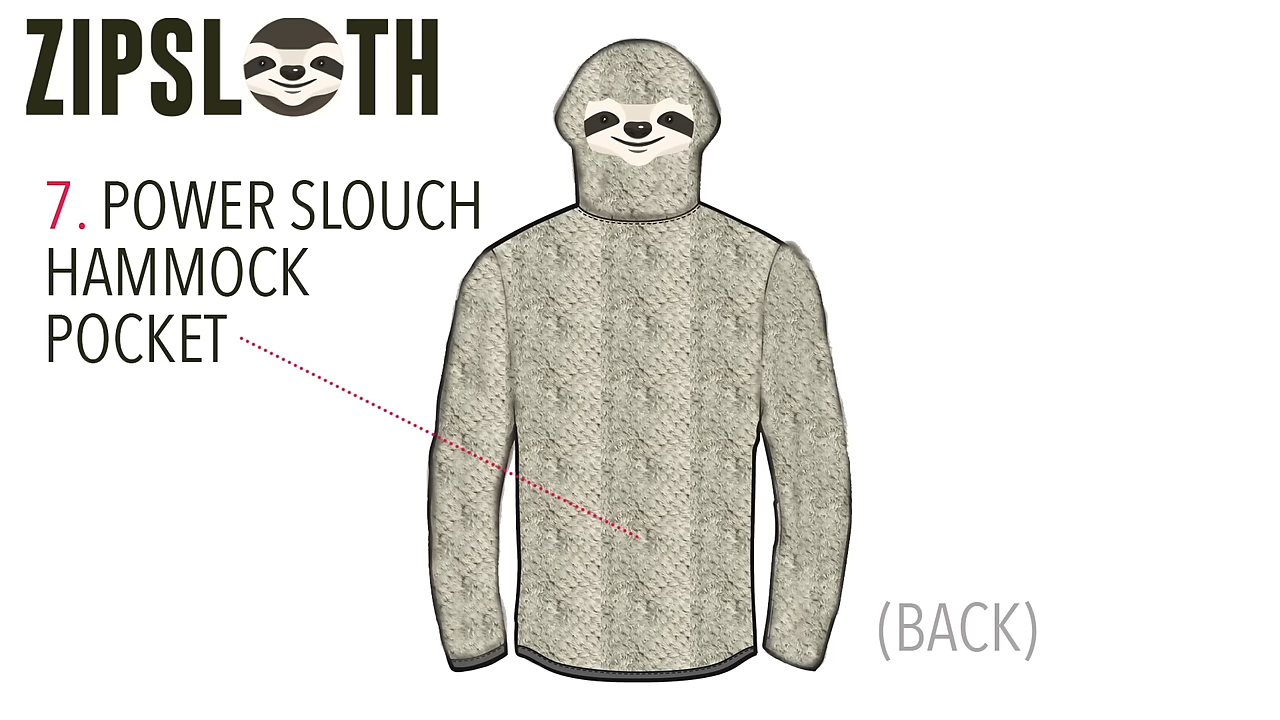 ZIPSLOTH
7. POWER SLOUCH
HAMMOCK
POCKET
(BACK)